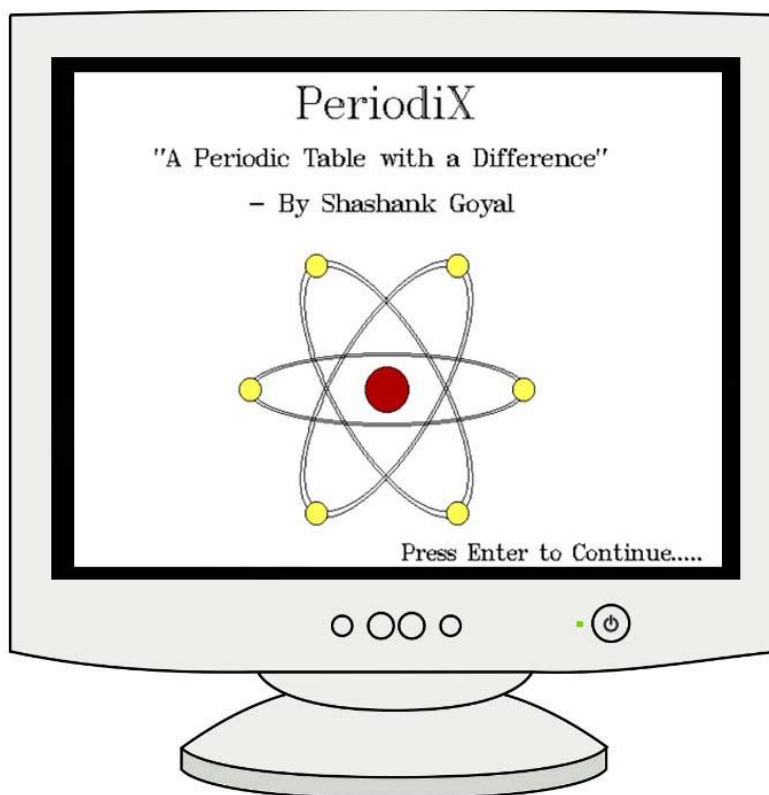 PeriodiX
"A Periodic Table with a Difference"
- By Shashank Goyal
Press Enter to Continue.....